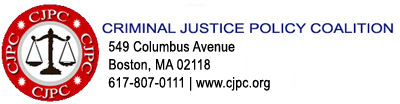 CJPC
CJPC
CJPC
CJPC
CRIMINAL JUSTICE POLICY COALITION
549 Columbus Avenue
Boston, MA 02118
617-807-0111 | www.cjpc.org